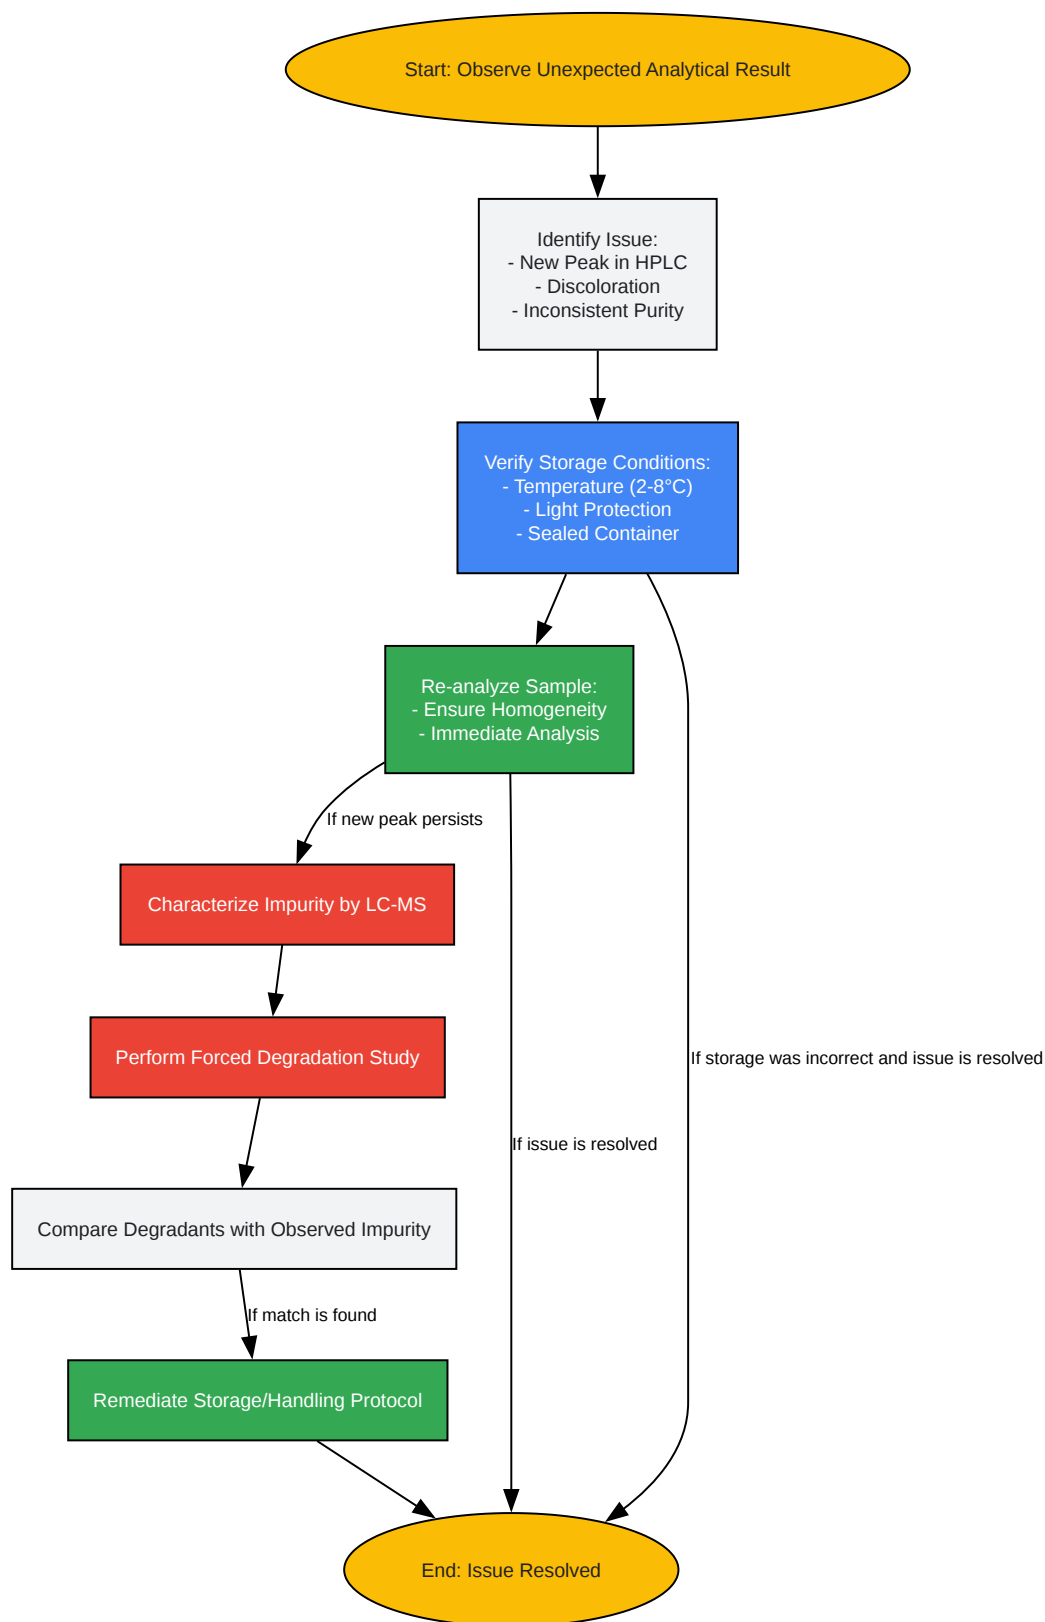 Start: Observe Unexpected Analytical Result
Identify Issue:
- New Peak in HPLC
- Discoloration
- Inconsistent Purity
Verify Storage Conditions:
- Temperature (2-8°C)
- Light Protection
- Sealed Container
Re-analyze Sample:
- Ensure Homogeneity
- Immediate Analysis
If new peak persists
Characterize Impurity by LC-MS
Perform Forced Degradation Study
If storage was incorrect and issue is resolved
If issue is resolved
Compare Degradants with Observed Impurity
If match is found
Remediate Storage/Handling Protocol
End: Issue Resolved